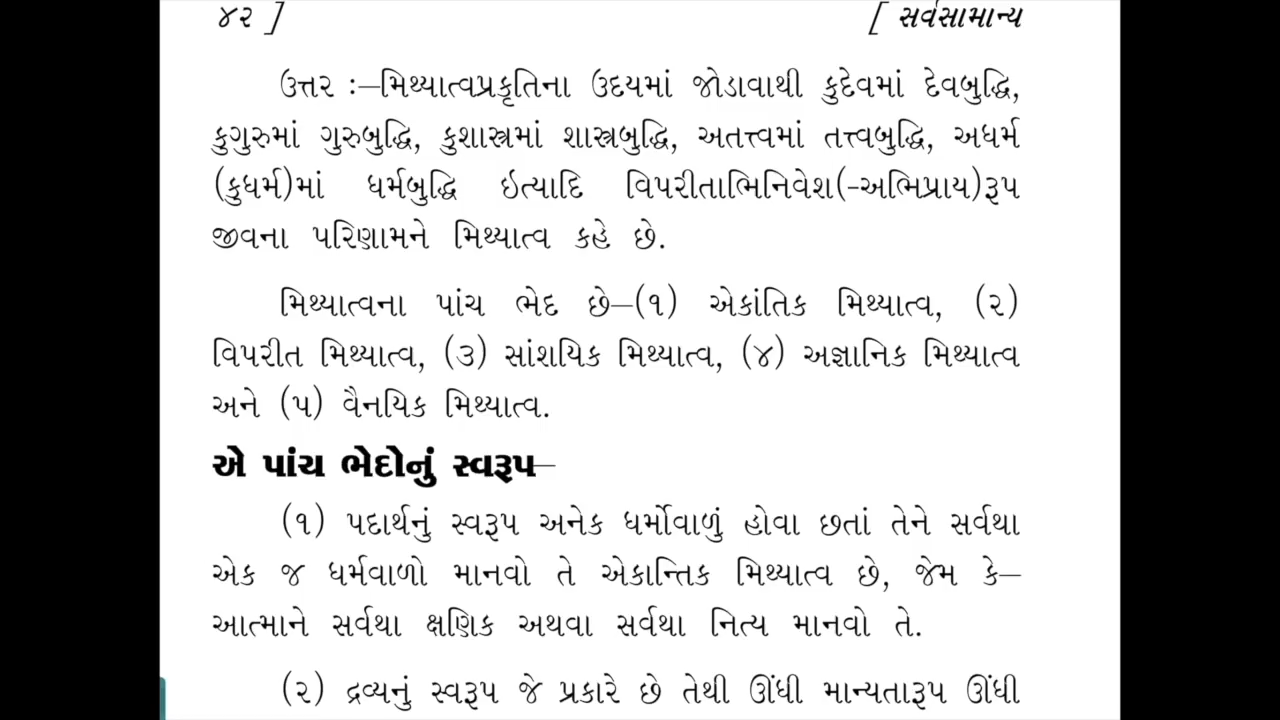 ૪૨ ]
[ સર્વસામાન્ય
ઉત્તર :–મિથ્યાત્વપ્રકૃતિના ઉદયમાં જોડાવાથી કુદેવમાં દેવબુદ્ધિ,
કુગુરુમાં ગુરુબુદ્ધિ, કુશાસ્ત્રમાં શાસ્ત્રબુદ્ધિ, અતત્ત્વમાં તત્ત્વબુદ્ધિ, અધર્મ
(કુધર્મ)માં ધર્મબુદ્ધિ ઇત્યાદિ વિપરીતાભિનિવેશ(-અભિપ્રાય)રૂપ
જીવના પરિણામને મિથ્યાત્વ કહે છે.
મિથ્યાત્વના પાંચ ભેદ છે–(૧) એકાંતિક મિથ્યાત્વ, (૨)
વિપરીત મિથ્યાત્વ, (૩) સાંશયિક મિથ્યાત્વ, (૪) અજ્ઞાનિક મિથ્યાત્વ
અને (૫) વૈનયિક મિથ્યાત્વ.
એ પાંચ ભેદોનું સ્વરૂપ–
(૧) પદાર્થનું સ્વરૂપ અનેક ધર્મોવાળું હોવા છતાં તેને સર્વથા
એક જ ધર્મવાળો માનવો તે એકાન્તિક મિથ્યાત્વ છે, જેમ કે–
આત્માને સર્વથા ક્ષણિક અથવા સર્વથા નિત્ય માનવો તે.
(૨) દ્રવ્યનું સ્વરૂપ જે પ્રકારે છે તેથી ઊંધી માન્યતારૂપ ઊંધી